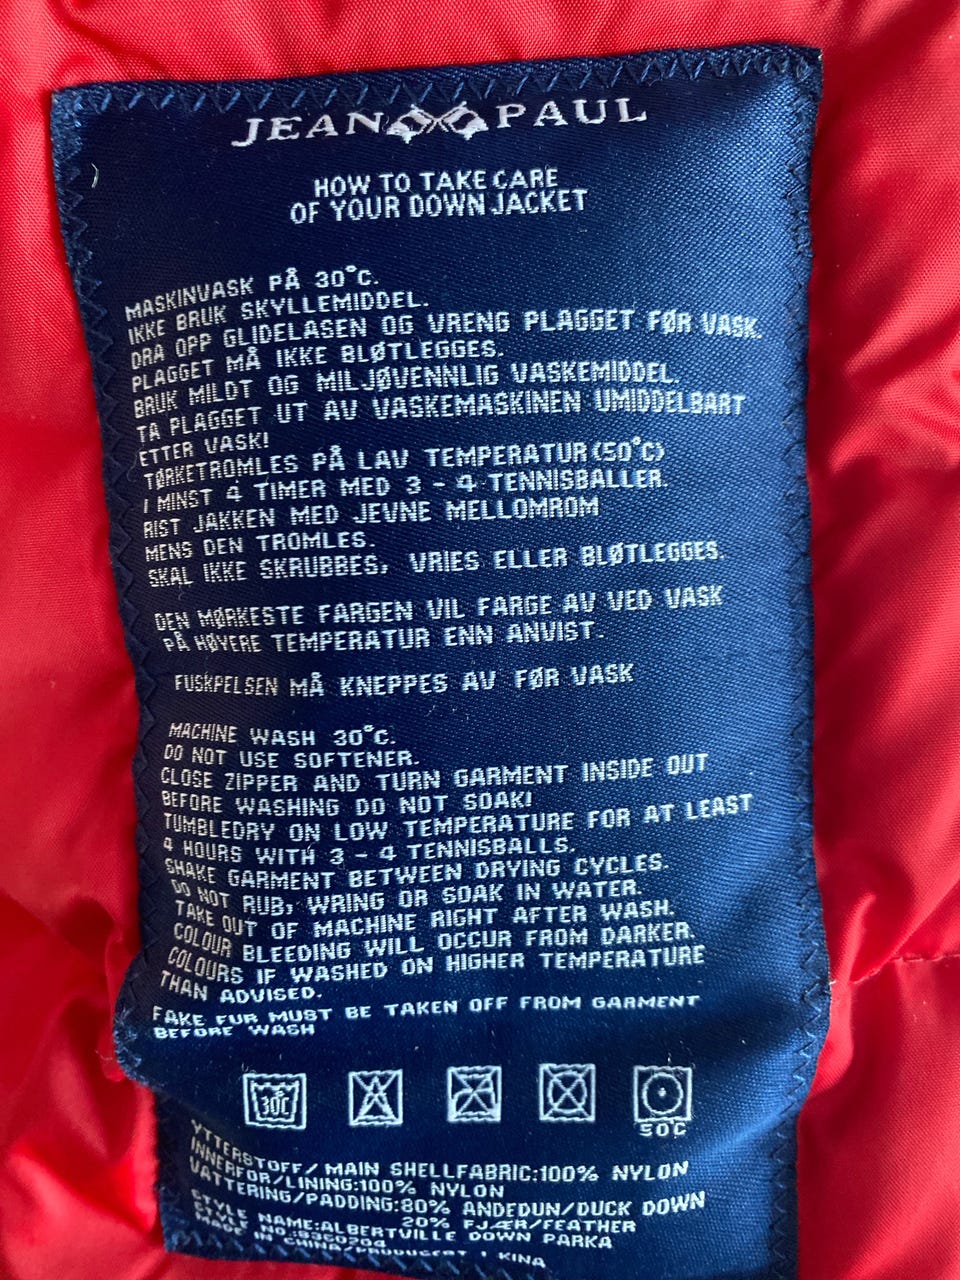 JEAN PAUL
HOW TO TAKE CARE
OF YOUR DOWN JACKET
MASKINVASK PÅ 30°C.
IKKE BRUK SKYLLEMIDDEL.
DRA OPP GLIDELASEN OG VRENG PLAGGET FØR VASK.
PLAGGET MÅ IKKE BLØTLEGGES.
BRUK MILDT OG MILJØVENNLIG VASKEMIDDEL.
TA PLAGGET UT AV VASKEMASKINEN UMIDDELBART
ETTER VASK!
TØRKETROMLES PÅ LAV TEMPERATUR(50°C)
I MINST 4 TIMER MED 3 - 4 TENNISBALLER.
RIST JAKKEN MED JEVNE MELLOMROM
MENS DEN TROMLES.
SKAL IKKE SKRUBBES, VRIES ELLER BLØTLEGGES.
DEN MØRKESTE FARGEN VIL FARGE AV VED VASK
PÅ HØYERE TEMPERATUR ENN ANVIST.
FUSKPELSEN MÅ KNEPPES AV FØR VASK
MACHINE WASH 30°C.
DO NOT USE SOFTENER.
CLOSE ZIPPER AND TURN GARMENT INSIDE OUT
BEFORE WASHING DO NOT SOAK!
TUMBLEDRY ON LOW TEMPERATURE FOR AT LEAST
4 HOURS WITH 3 - 4 TENNISBALLS.
SHAKE GARMENT BETWEEN DRYING CYCLES.
DO NOT RUB, WRING OR SOAK IN WATER.
TAKE OUT OF MACHINE RIGHT AFTER WASH.
COLOUR BLEEDING WILL OCCUR FROM DARKER.
COLOURS IF WASHED ON HIGHER TEMPERATURE
THAN ADVISED.
FAKE FUR MUST BE TAKEN OFF FROM GARMENT
BEFORE WASH
30C
50C
YTTERSTOFF/MAIN SHELLFABRIC:100% NYLON
INNERFOR/LINING:100% NYLON
VATTERING/PADDING:80% ANDEDUN/DUCK DOWN
20% FJÆR/FEATHER
STYLE NAME:ALBERTVILLE DOWN PARKA
STYLE NO.:8360204
MADE IN CHINA/PRODUCERT I KINA